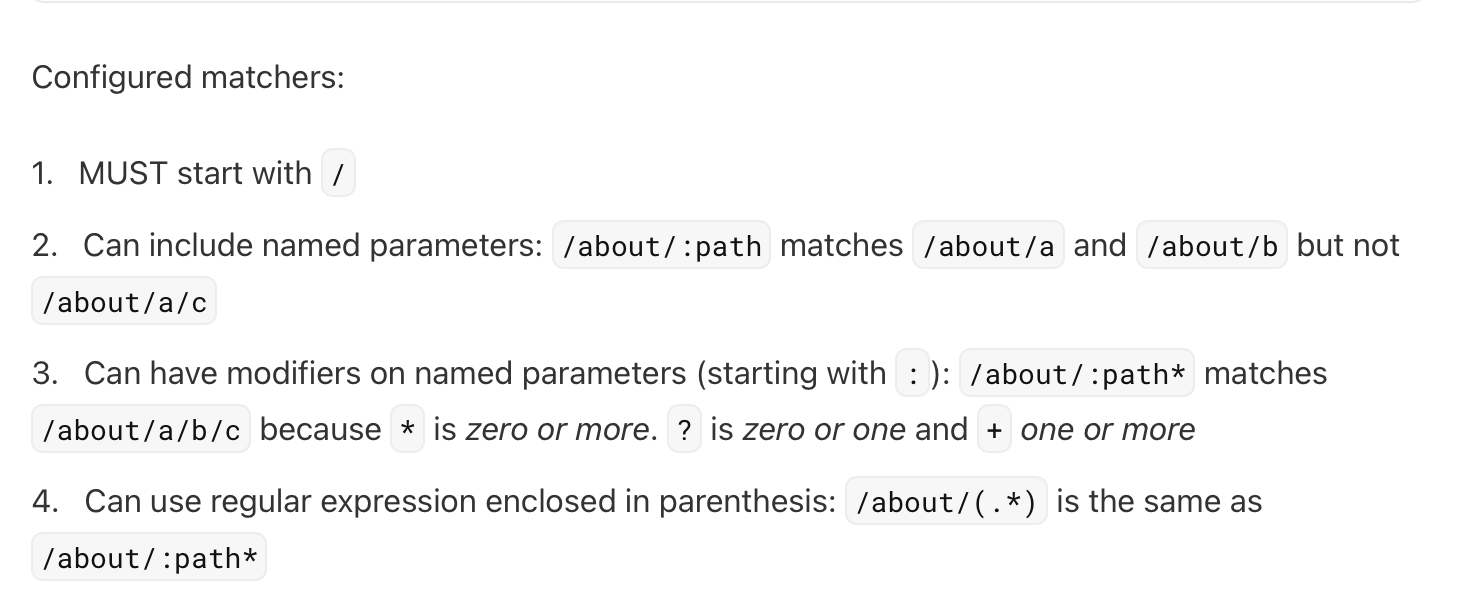 Configured matchers:
1. MUST start with /
2. Can include named parameters: /about/:path matches /about/a and /about/b but not
/about/a/c
3. Can have modifiers on named parameters (starting with :): /about/:path* matches
/about/a/b/c because * is zero or more. ? is zero or one and + one or more
4. Can use regular expression enclosed in parenthesis: /about/(.*) is the same as
/about/:path*